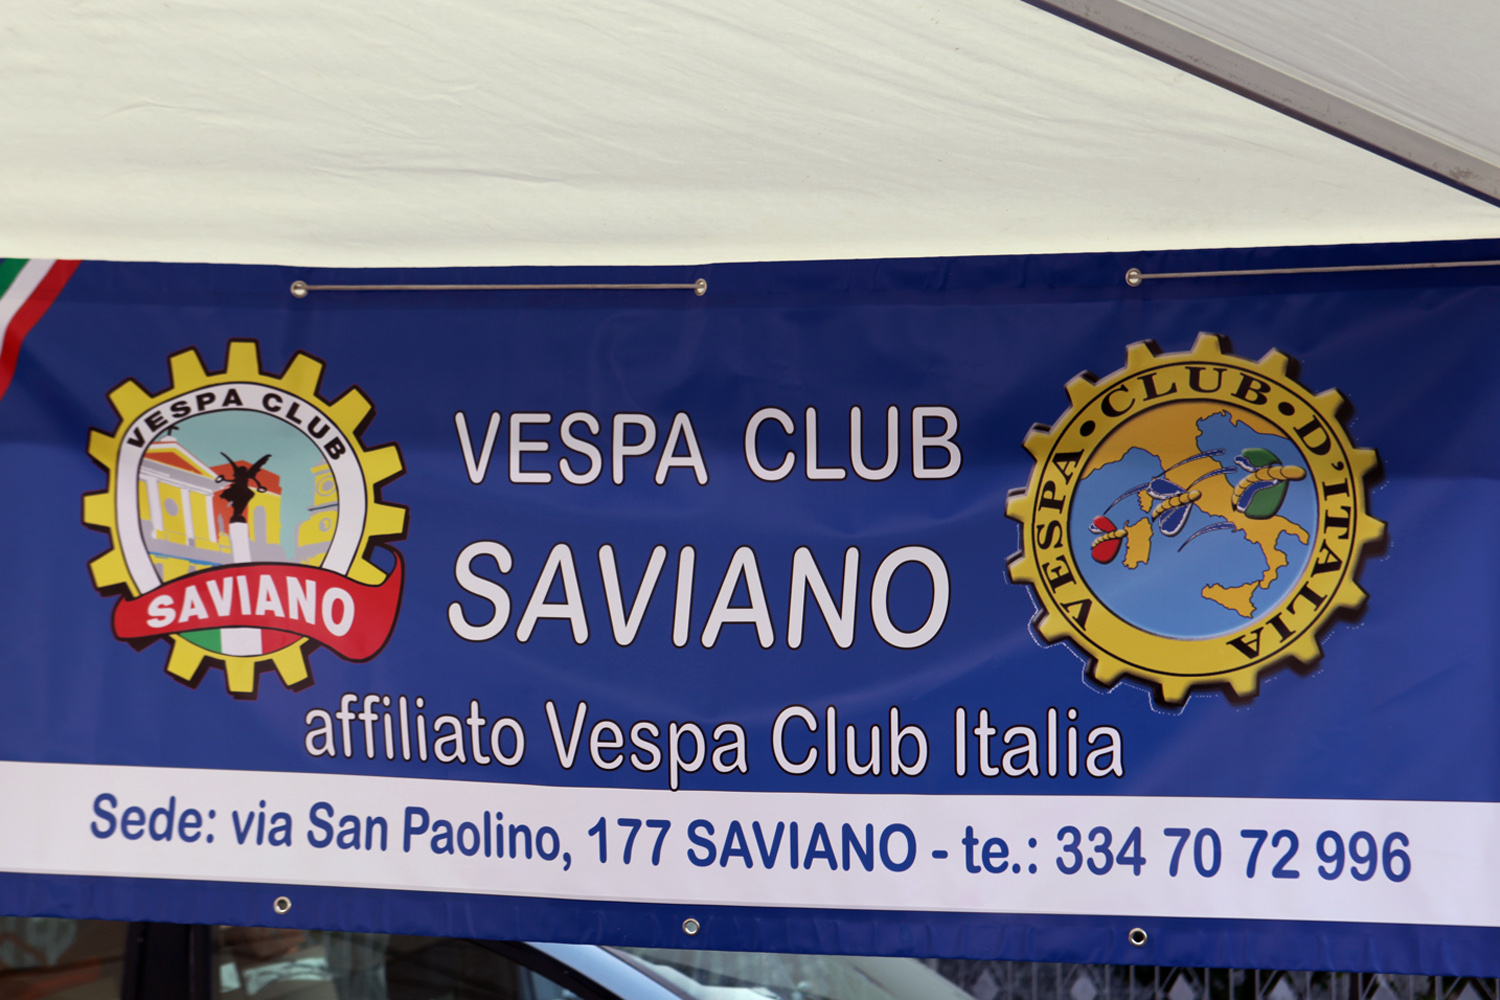 VESPA CLUB
SAVIANO
VESPA CLUB
SAVIANO
VESPA • CLUB • D'ITALIA
affiliato Vespa Club Italia
Sede: via San Paolino, 177 SAVIANO - te.: 334 70 72 996